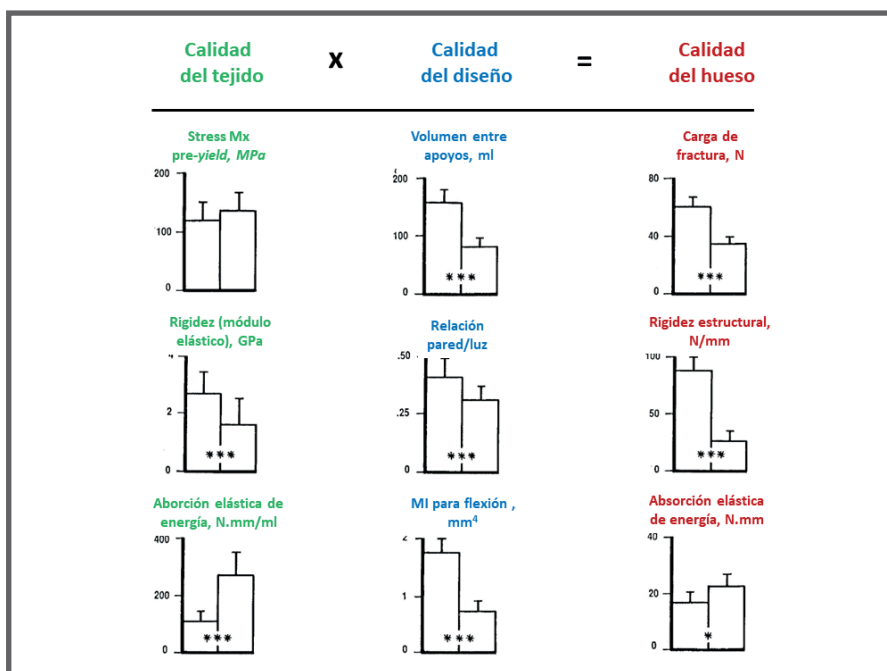 Calidad
del tejido
x
Calidad
del diseño
=
Calidad
del hueso
Stress Mx
pre-yield, MPa
200
100
0
Volumen entre
apoyos, ml
200
100
0
***
Carga de
fractura, N
80
40
0
***
Rigidez (módulo
elástico), GPa
4
2
0
***
Relación
pared/luz
.50
.25
0
***
Rigidez estructural,
N/mm
100
50
0
***
Aborción elástica de
energía, N.mm/ml
400
200
0
***
MI para flexión ,
mm⁴
2
1
0
***
Absorción elástica
de energía, N.mm
40
20
0
*